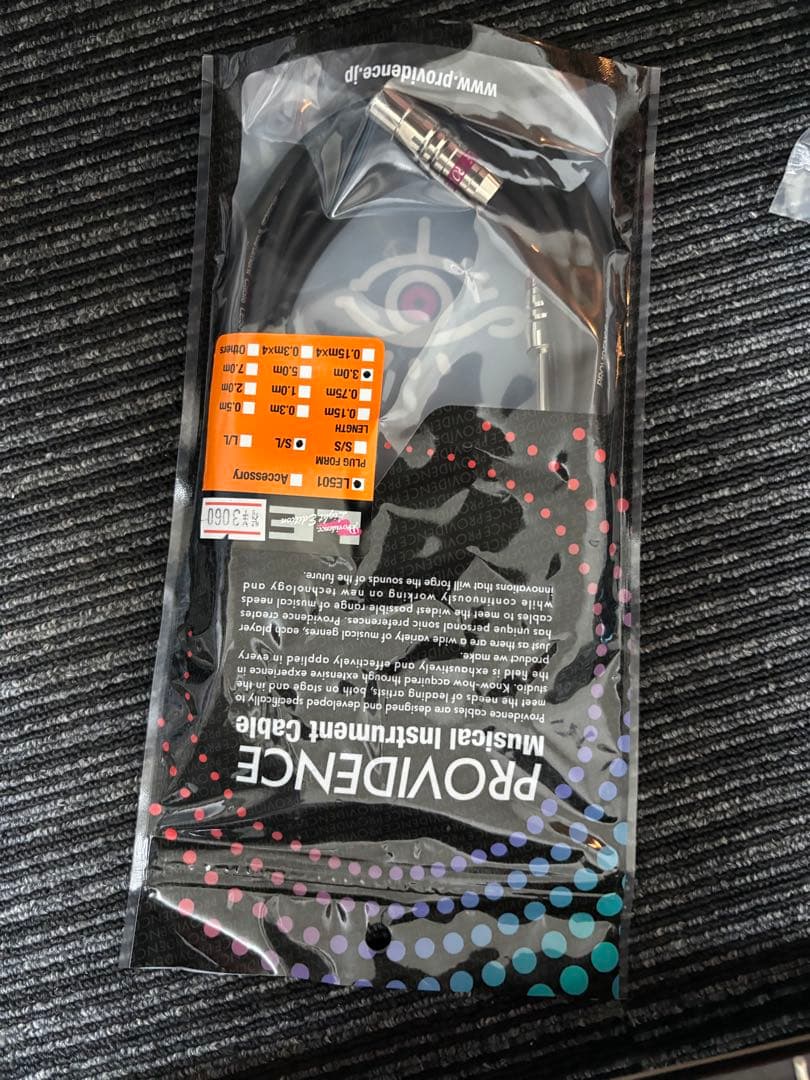 PROVIDENCE
Musical Instrument Cable
Providence cables are designed and developed specifically to
meet the needs of leading artists, both on stage and in the
studio. Know-how acquired through extensive experience in
the field is exhaustively and effectively applied in every
product we make.
Just as there are a wide variety of musical genres, each player
has unique personal sonic preferences. Providence creates
cable to meet the widest possible range of musical needs
while continuously working on new technology and
innovations that will forge the sounds of the future.
Providence
Light Edition
¥3060
LE501 Accessory
PLUG FORM
S/S S/L L/L
LENGTH
0.15m 0.3m 0.5m
0.75m 1.0m 2.0m
3.0m 5.0m 7.0m
0.15m×4 0.3m×4 Others
www.providence.jp